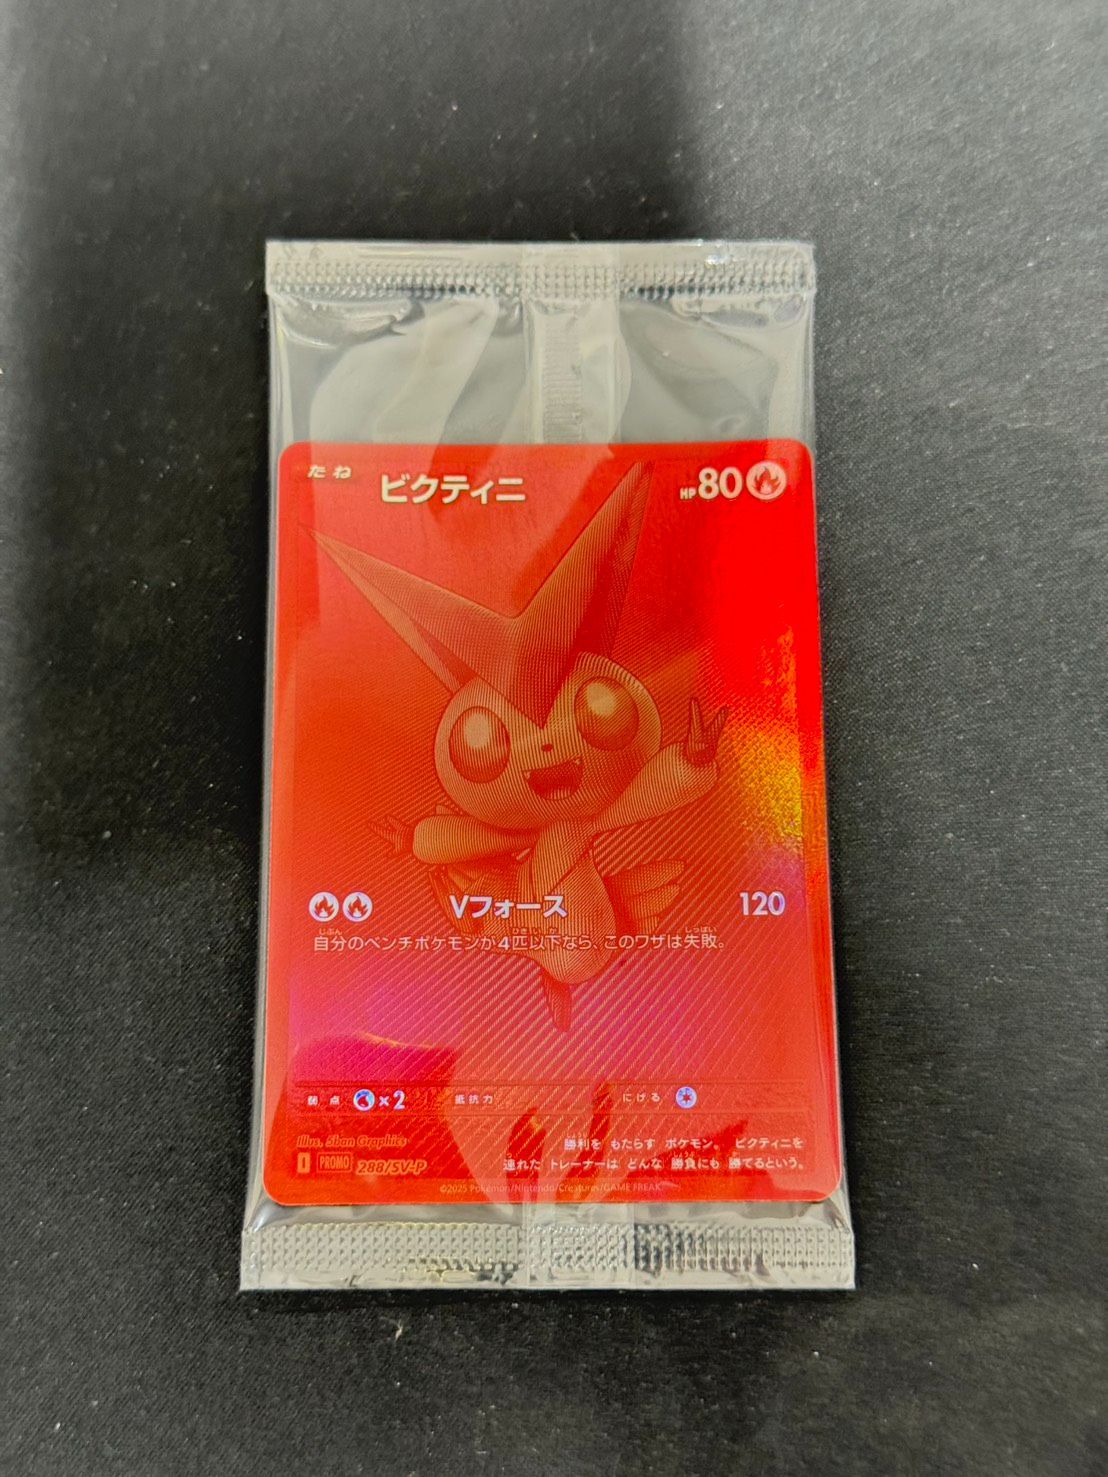 たね ビクティニ HP80
Vフォース 120
自分のベンチポケモンが4匹以下なら、このワザは失敗。
弱点 ×2 抵抗力 にげる
Illus. 5ban Graphics
I PROMO 288/SV-P
勝利を もたらす ポケモン。 ビクティニを
連れた トレーナーは どんな 勝負にも 勝てるという。
©2025 Pokémon/Nintendo/Creatures/GAME FREAK.